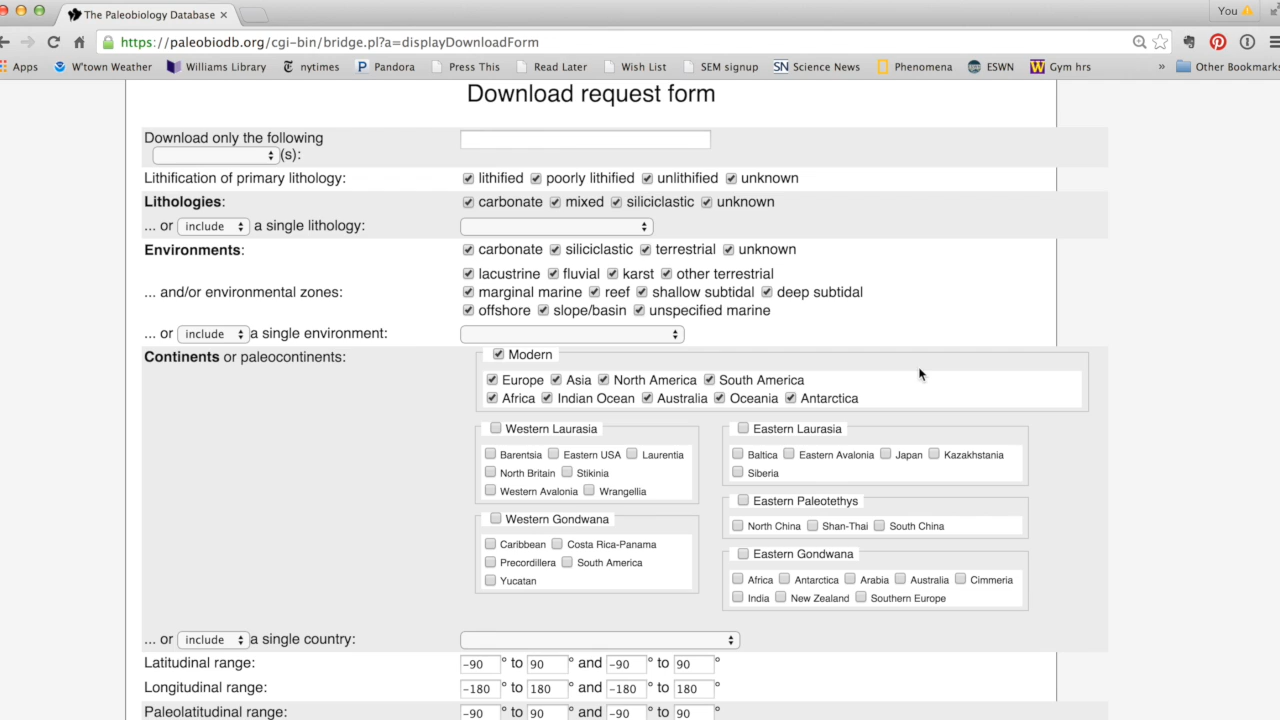 The Paleobiology Database
You
https://paleobiodb.org/cgi-bin/bridge.pl?a=displayDownloadForm
Apps W'town Weather Williams Library nytimes Pandora Press This Read Later Wish List SEM signup SN Science News Phenomena ESWN Gym hrs » Other Bookmarks
Download request form
Download only the following
(s):
Lithification of primary lithology: lithified poorly lithified unlithified unknown
Lithologies: carbonate mixed siliciclastic unknown
... or include a single lithology:
Environments: carbonate siliciclastic terrestrial unknown
lacustrine fluvial karst other terrestrial
... and/or environmental zones: marginal marine reef shallow subtidal deep subtidal
offshore slope/basin unspecified marine
... or include a single environment:
Continents or paleocontinents: Modern
Europe Asia North America South America
Africa Indian Ocean Australia Oceania Antarctica
Western Laurasia
Barentsia Eastern USA Laurentia
North Britain Stikinia
Western Avalonia Wrangellia
Western Gondwana
Caribbean Costa Rica-Panama
Precordillera South America
Yucatan
Eastern Laurasia
Baltica Eastern Avalonia Japan Kazakhstania
Siberia
Eastern Paleotethys
North China Shan-Thai South China
Eastern Gondwana
Africa Antarctica Arabia Australia Cimmeria
India New Zealand Southern Europe
... or include a single country:
Latitudinal range: -90 ° to 90 ° and -90 ° to 90 °
Longitudinal range: -180 ° to 180 ° and -180 ° to 180 °
Paleolatitudinal range: -90 ° to 90 ° and -90 ° to 90 °